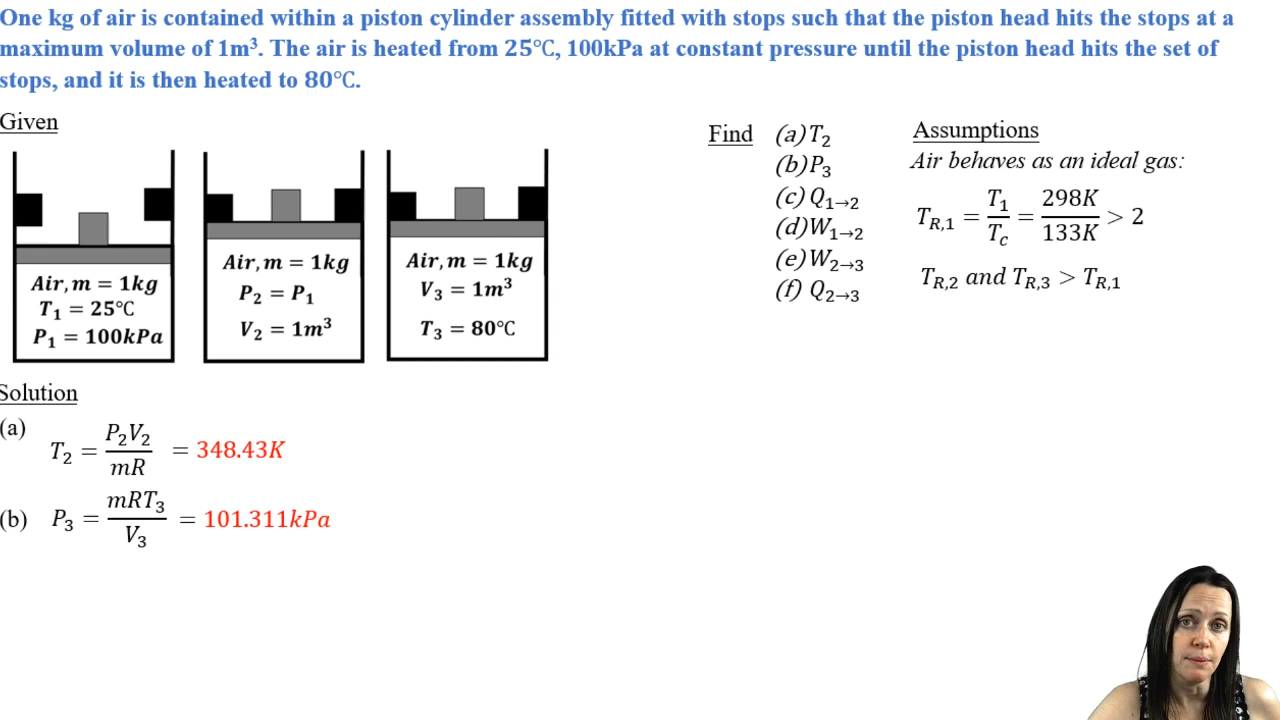 One kg of air is contained within a piston cylinder assembly fitted with stops such that the piston head hits the stops at a
maximum volume of 1m³. The air is heated from 25℃, 100kPa at constant pressure until the piston head hits the set of
stops, and it is then heated to 80℃.
Given
Air, m = 1kg
T₁ = 25℃
P₁ = 100kPa
Air, m = 1kg
P₂ = P₁
V₂ = 1m³
Air, m = 1kg
V₃ = 1m³
T₃ = 80℃
Find
(a) T₂
(b) P₃
(c) Q₁→₂
(d) W₁→₂
(e) W₂→₃
(f) Q₂→₃
Assumptions
Air behaves as an ideal gas:
T_R,1 = T₁/T_c = 298K/133K > 2
T_R,2 and T_R,3 > T_R,1
Solution
(a) T₂ = P₂V₂/mR = 348.43K
(b) P₃ = mRT₃/V₃ = 101.311kPa